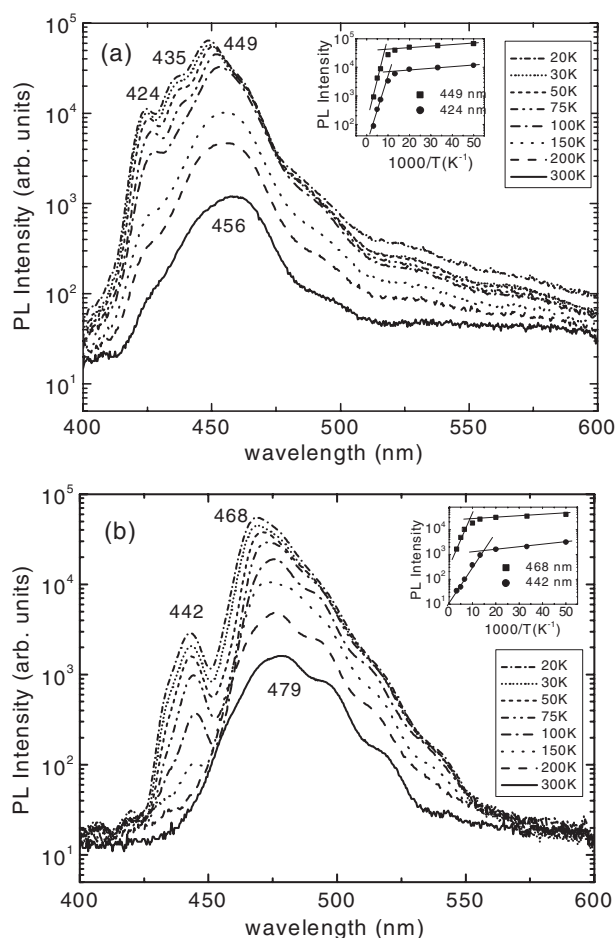 (a)
435
449
424
456
PL Intensity (arb. units)
10^5
10^4
10^3
10^2
10^1
400
450
500
550
600
wavelength (nm)
PL Intensity
10^5
10^4
10^3
10^2
449 nm
424 nm
0 10 20 30 40 50
1000/T(K^-1)
20K
30K
50K
75K
100K
150K
200K
300K
(b)
468
442
479
PL Intensity (arb. units)
10^5
10^4
10^3
10^2
10^1
400
450
500
550
600
wavelength (nm)
PL Intensity
10^4
10^3
10^2
10^1
468 nm
442 nm
0 10 20 30 40 50
1000/T(K^-1)
20K
30K
50K
75K
100K
150K
200K
300K